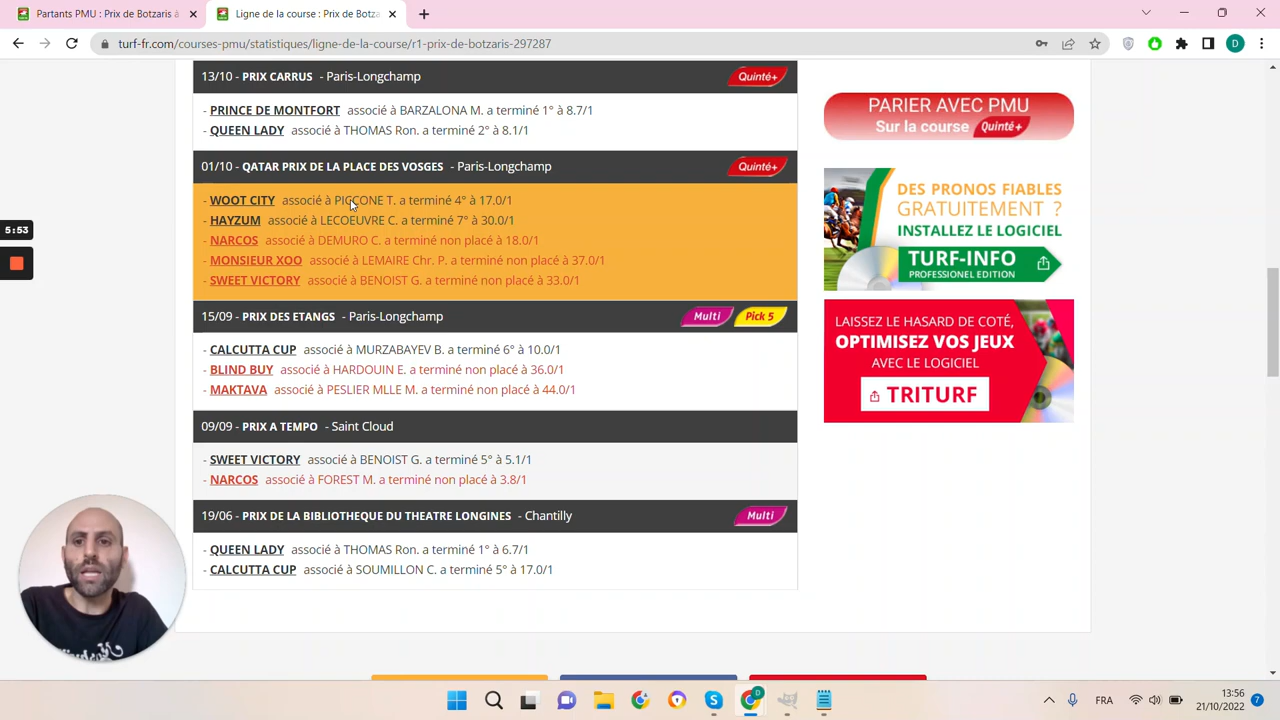 Partants PMU : Prix de Botzaris à
Ligne de la course : Prix de Botza
turf-fr.com/courses-pmu/statistiques/ligne-de-la-course/r1-prix-de-botzaris-297287
13/10 - PRIX CARRUS - Paris-Longchamp Quinté+
- PRINCE DE MONTFORT associé à BARZALONA M. a terminé 1° à 8.7/1
- QUEEN LADY associé à THOMAS Ron. a terminé 2° à 8.1/1
01/10 - QATAR PRIX DE LA PLACE DES VOSGES - Paris-Longchamp Quinté+
- WOOT CITY associé à PICCONE T. a terminé 4° à 17.0/1
- HAYZUM associé à LECOEUVRE C. a terminé 7° à 30.0/1
- NARCOS associé à DEMURO C. a terminé non placé à 18.0/1
- MONSIEUR XOO associé à LEMAIRE Chr. P. a terminé non placé à 37.0/1
- SWEET VICTORY associé à BENOIST G. a terminé non placé à 33.0/1
15/09 - PRIX DES ETANGS - Paris-Longchamp Multi Pick 5
- CALCUTTA CUP associé à MURZABAYEV B. a terminé 6° à 10.0/1
- BLIND BUY associé à HARDOUIN E. a terminé non placé à 36.0/1
- MAKTAVA associé à PESLIER MLLE M. a terminé non placé à 44.0/1
09/09 - PRIX A TEMPO - Saint Cloud
- SWEET VICTORY associé à BENOIST G. a terminé 5° à 5.1/1
- NARCOS associé à FOREST M. a terminé non placé à 3.8/1
19/06 - PRIX DE LA BIBLIOTHEQUE DU THEATRE LONGINES - Chantilly Multi
- QUEEN LADY associé à THOMAS Ron. a terminé 1° à 6.7/1
- CALCUTTA CUP associé à SOUMILLON C. a terminé 5° à 17.0/1
PARIER AVEC PMU
Sur la course Quinté+
DES PRONOS FIABLES
GRATUITEMENT ?
INSTALLEZ LE LOGICIEL
TURF-INFO
PROFESSIONEL EDITION
LAISSEZ LE HASARD DE COTÉ,
OPTIMISEZ VOS JEUX
AVEC LE LOGICIEL
TRITURF
5:53
FRA
13:56
21/10/2022
7